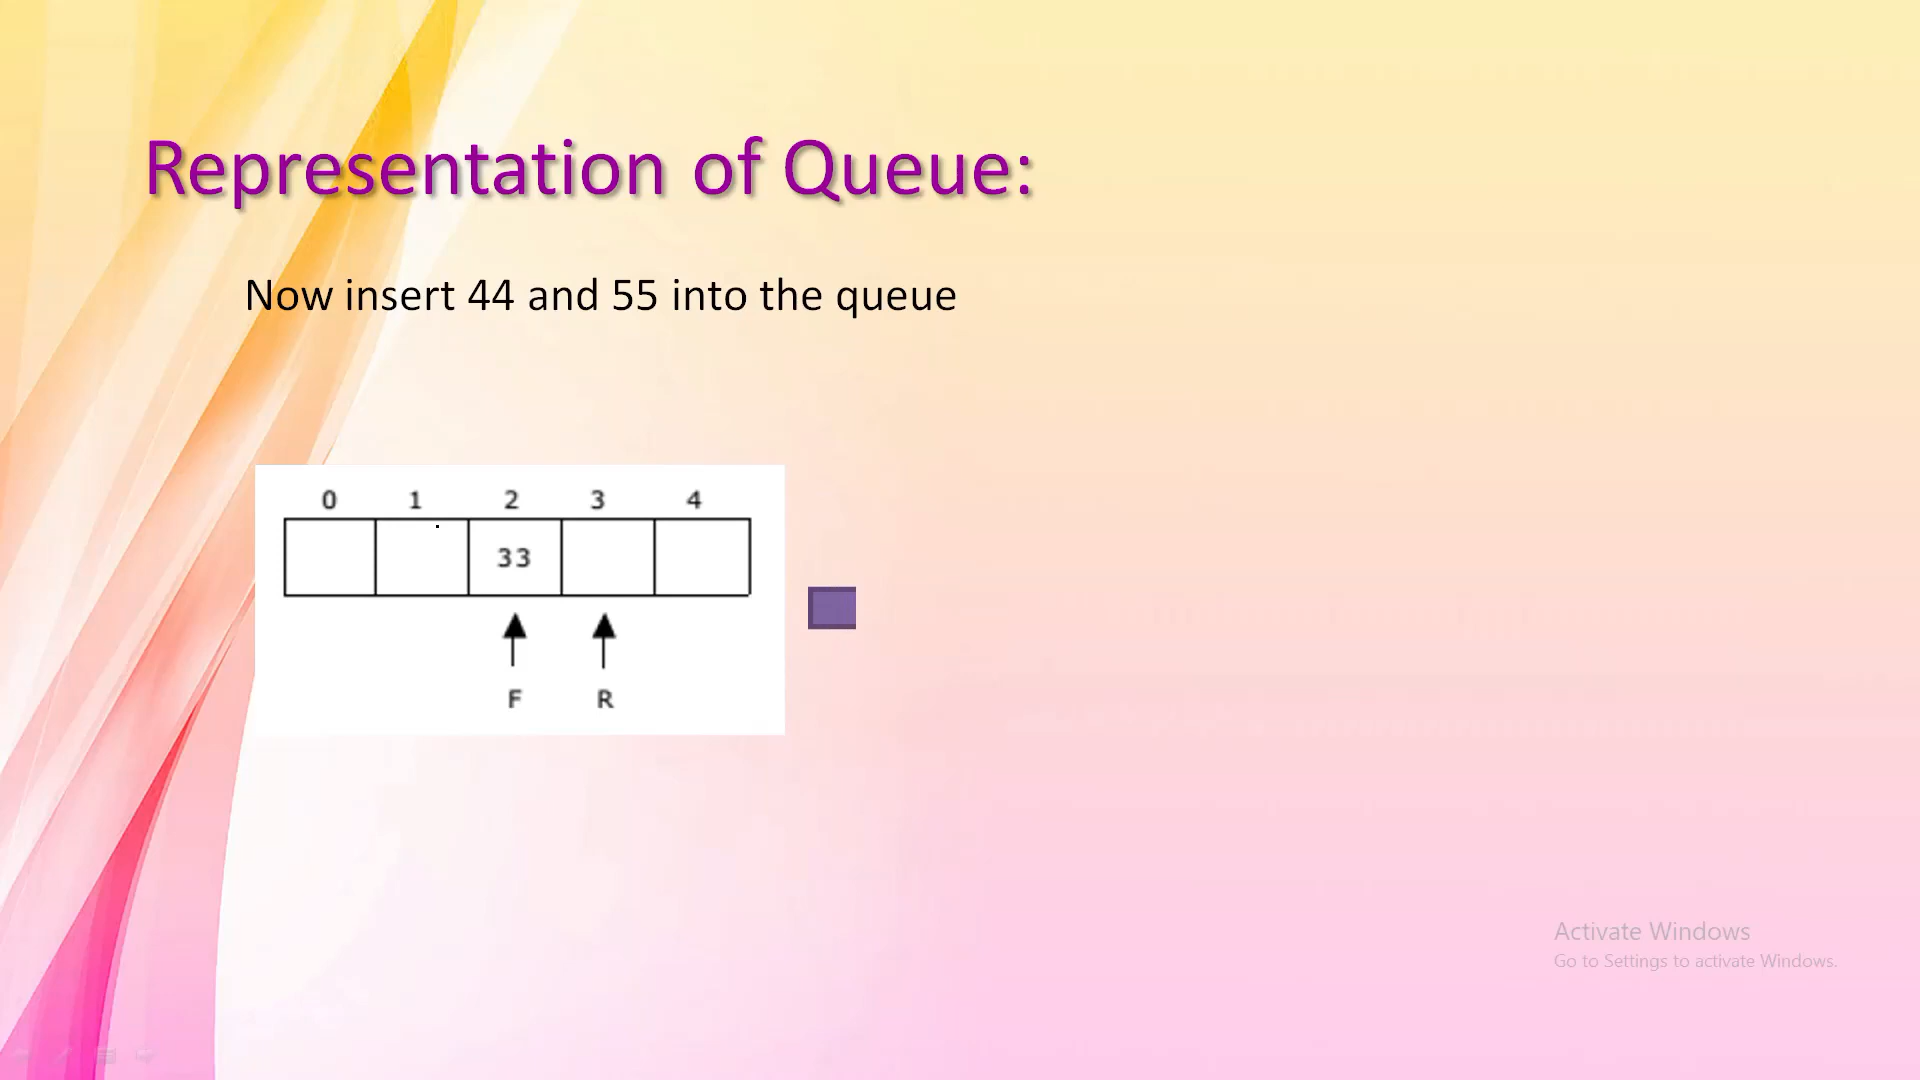 Representation of Queue:
Now insert 44 and 55 into the queue
0 1 2 3 4
33
F R
Activate Windows
Go to Settings to activate Windows.